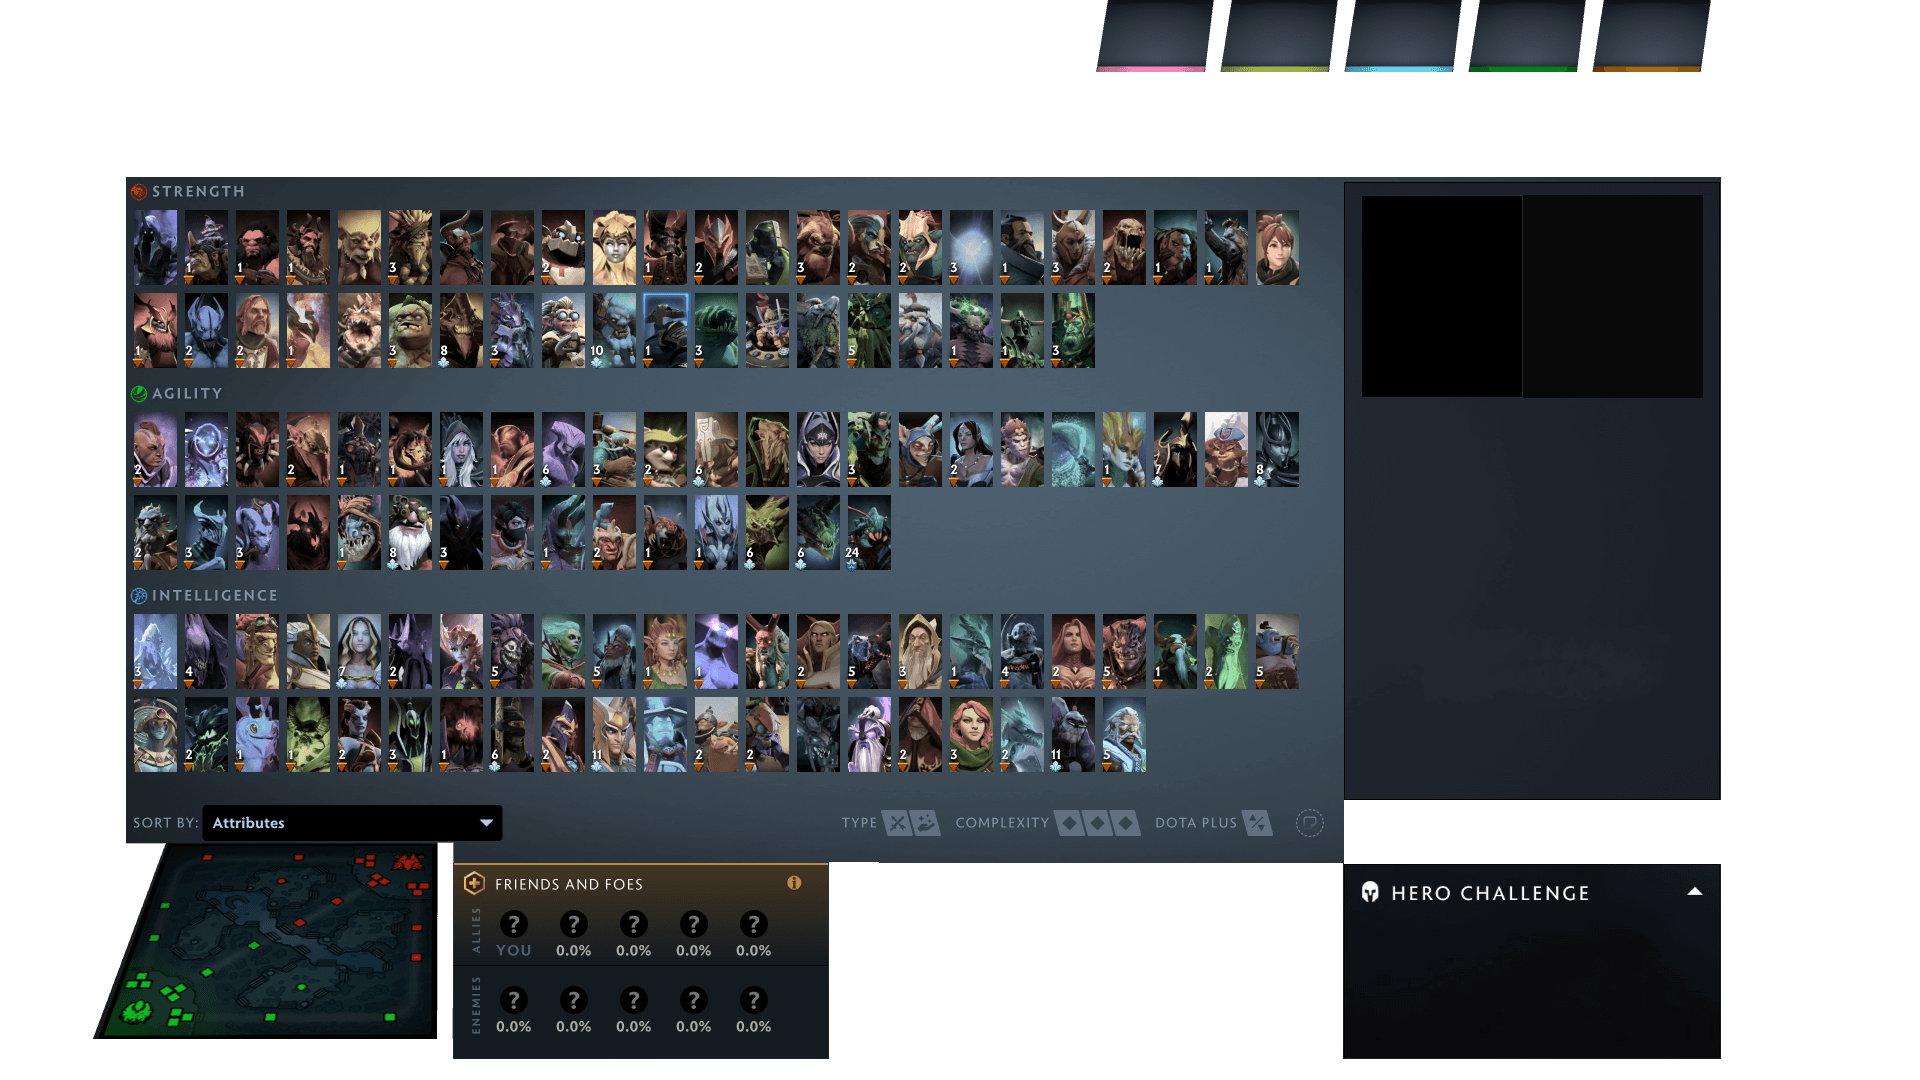 STRENGTH
1 1 1 3 2 1 2 3 2 2 3 1 3 2 1 1
1 2 2 1 3 8 3 10 1 3 5 1 1 3
AGILITY
2 2 1 1 1 1 6 3 2 6 3 2 1 7 8
2 3 3 1 8 3 1 2 1 1 6 6 24
INTELLIGENCE
3 4 7 2 5 5 1 1 2 5 3 1 4 2 5 1 2 5
2 1 1 2 3 1 6 2 11 2 2 2 3 2 11 5
SORT BY: Attributes
TYPE COMPLEXITY DOTA PLUS
FRIENDS AND FOES
ALLIES
? ? ? ? ?
YOU 0.0% 0.0% 0.0% 0.0%
ENEMIES
? ? ? ? ?
0.0% 0.0% 0.0% 0.0% 0.0%
HERO CHALLENGE